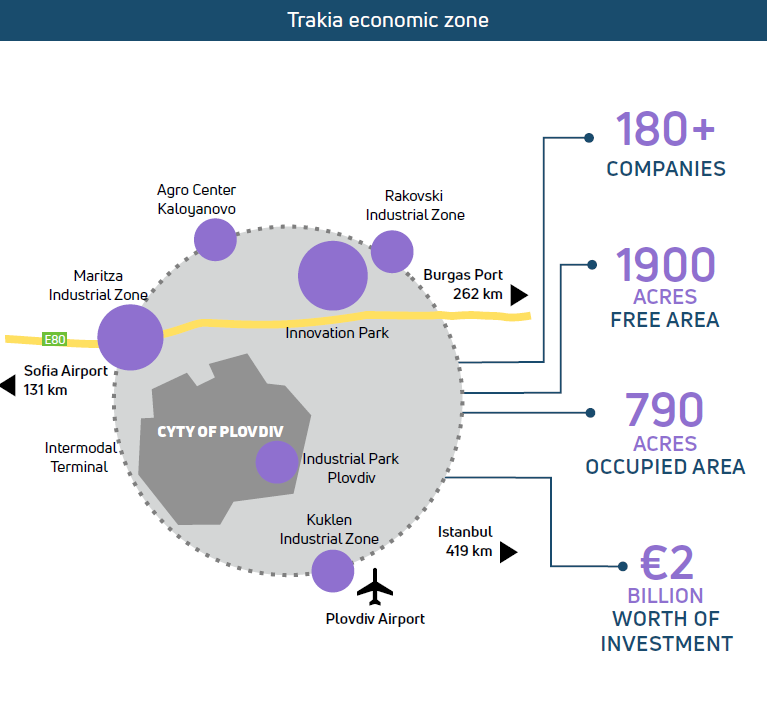 Trakia economic zone
180+
COMPANIES
Agro Center
Kaloyanovo
Rakovski
Industrial Zone
1900
ACRES
FREE AREA
Maritza
Industrial Zone
Burgas Port
262 km
Innovation Park
E80
Sofia Airport
131 km
790
ACRES
OCCUPIED AREA
CYTY OF PLOVDIV
Intermodal
Terminal
Industrial Park
Plovdiv
Kuklen
Industrial Zone
Istanbul
419 km
€2
BILLION
WORTH OF
INVESTMENT
Plovdiv Airport